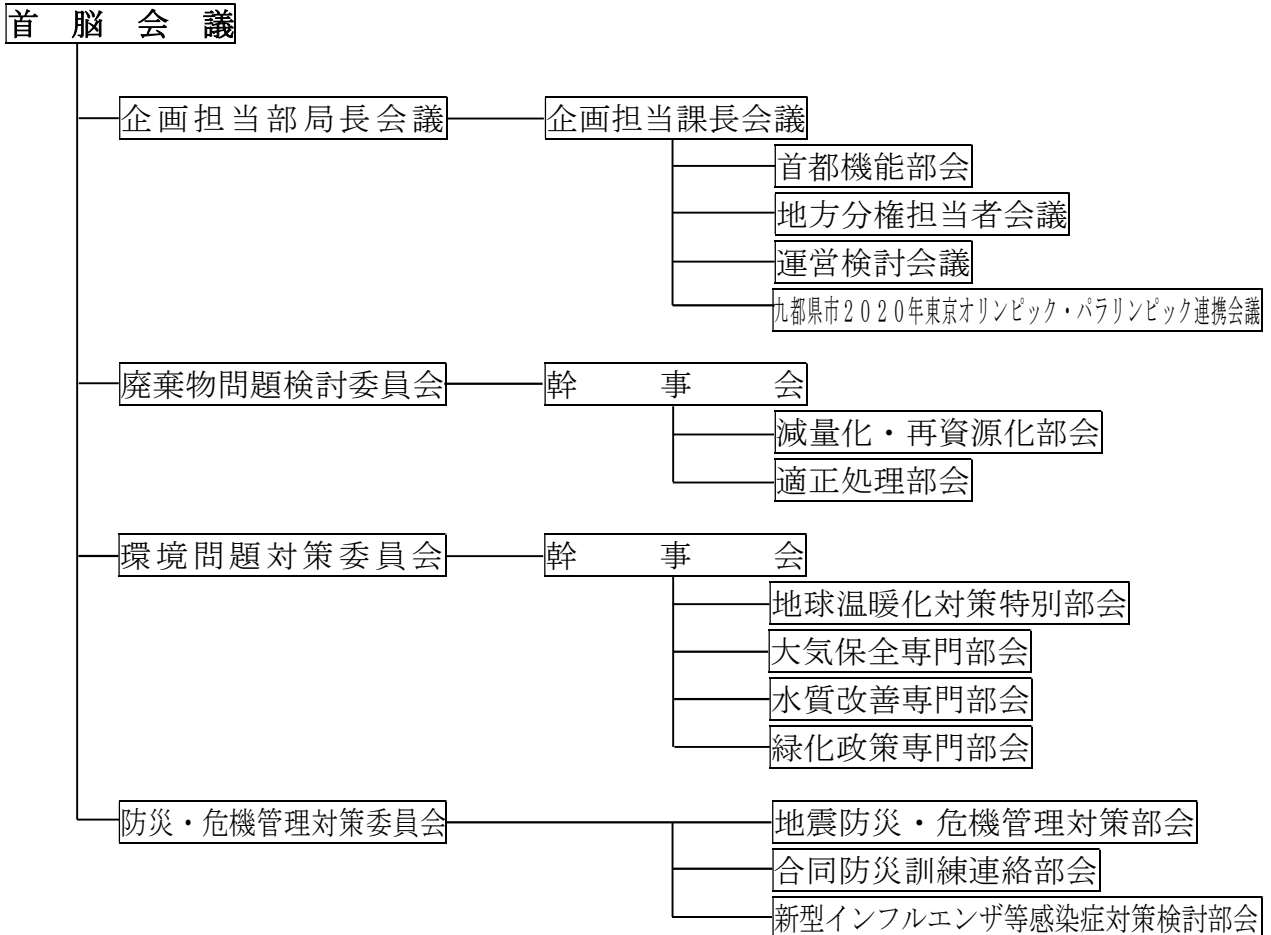 首脳会議
企画担当部局長会議 企画担当課長会議
首都機能部会
地方分権担当者会議
運営検討会議
九都県市2020年東京オリンピック・パラリンピック連携会議
廃棄物問題検討委員会 幹事会
減量化・再資源化部会
適正処理部会
環境問題対策委員会 幹事会
地球温暖化対策特別部会
大気保全専門部会
水質改善専門部会
緑化政策専門部会
防災・危機管理対策委員会 地震防災・危機管理対策部会
合同防災訓練連絡部会
新型インフルエンザ等感染症対策検討部会